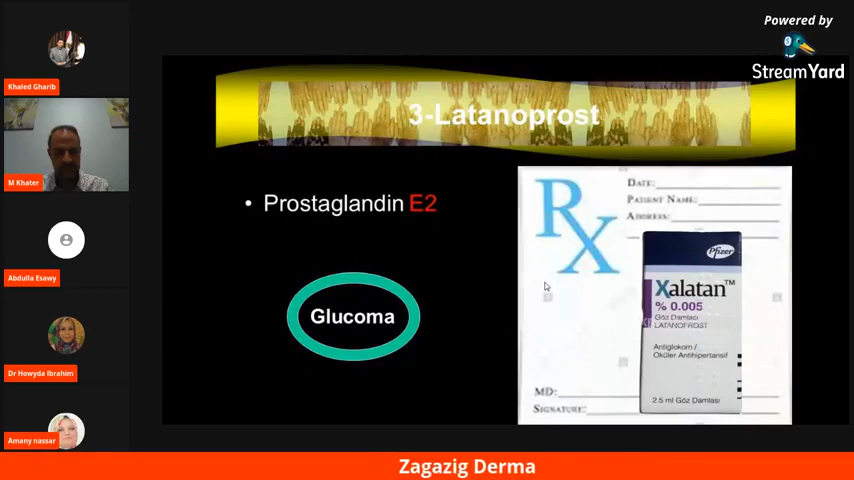 Powered by
StreamYard
Khaled Gharib
M Khater
Abdulla Esawy
Dr Howyda Ibrahim
Amany nassar
3-Latanoprost
• Prostaglandin E2
Glucoma
RX
DATE:
PATIENT NAME:
ADDRESS:
Pfizer
Xalatan™
% 0.005
Göz Damlası
LATANOPROST
Antiglokom /
Oküler Antihipertansif
2.5 ml Göz Damlası
MD:
SIGNATURE:
Zagazig Derma